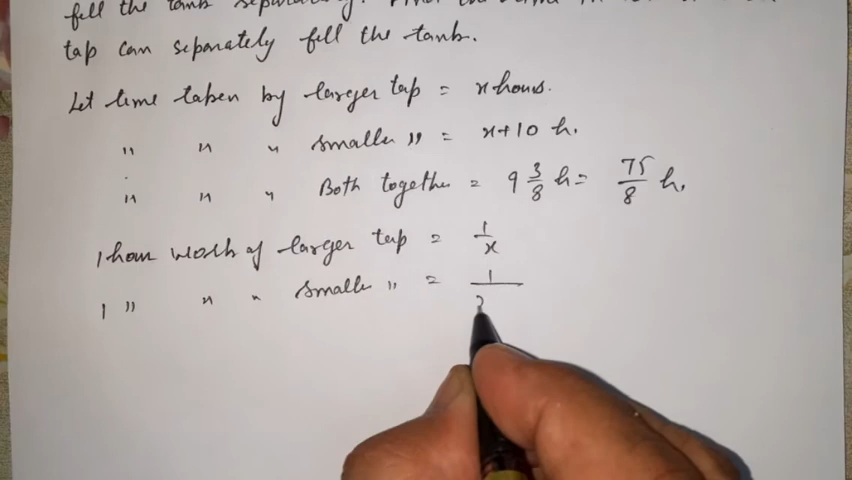 fill the tank separately.
tap can separately fill the tank.
Let time taken by larger tap = x hours.
" " " smaller " = x+10 h.
" " " Both together = 9 3/8 h = 75/8 h.
1 hour work of larger tap = 1/x
1 " " " smaller " = 1/